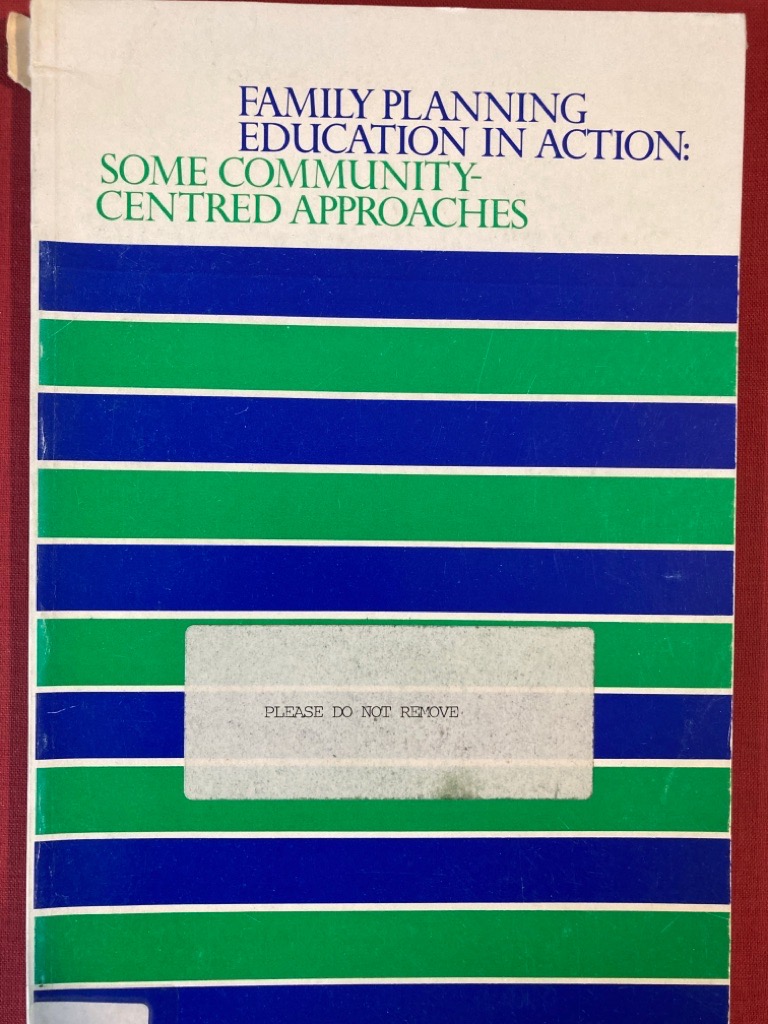 FAMILY PLANNING
EDUCATION IN ACTION:
SOME COMMUNITY-
CENTRED APPROACHES
PLEASE DO NOT REMOVE